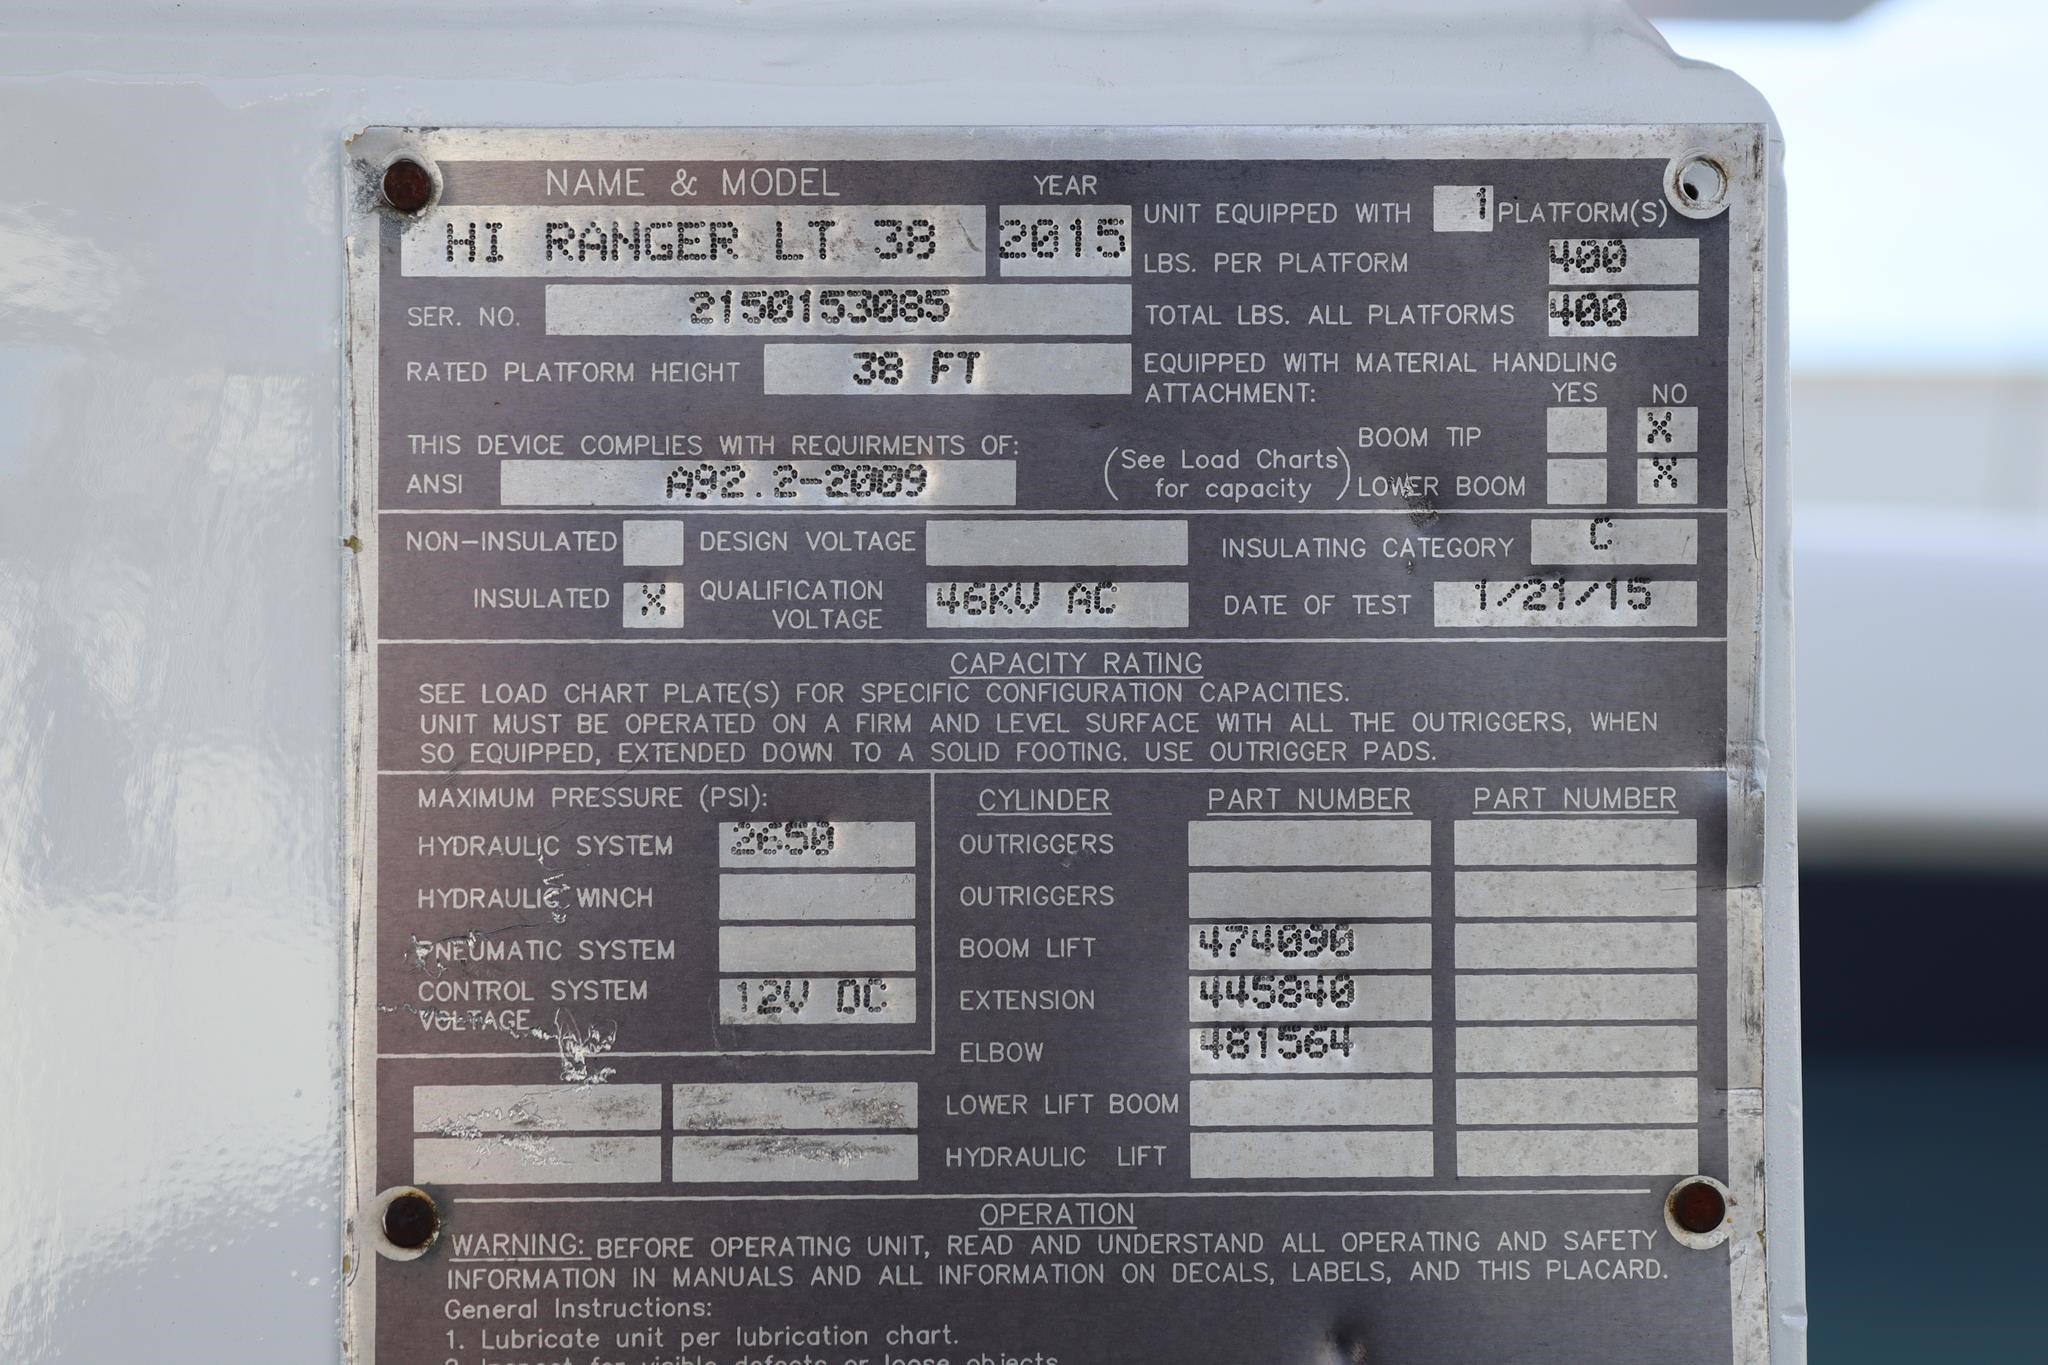 NAME & MODEL YEAR
HI RANGER LT 38 2015
UNIT EQUIPPED WITH 1 PLATFORM(S)
LBS. PER PLATFORM 400
SER. NO. 2150153085
TOTAL LBS. ALL PLATFORMS 400
RATED PLATFORM HEIGHT 38 FT
EQUIPPED WITH MATERIAL HANDLING
ATTACHMENT:
YES NO
BOOM TIP X
LOWER BOOM X
(See Load Charts
for capacity)
THIS DEVICE COMPLIES WITH REQUIRMENTS OF:
ANSI A92.2-2009
NON-INSULATED DESIGN VOLTAGE INSULATING CATEGORY C
INSULATED X QUALIFICATION
VOLTAGE 46KV AC DATE OF TEST 1/21/15
CAPACITY RATING
SEE LOAD CHART PLATE(S) FOR SPECIFIC CONFIGURATION CAPACITIES.
UNIT MUST BE OPERATED ON A FIRM AND LEVEL SURFACE WITH ALL THE OUTRIGGERS, WHEN
SO EQUIPPED, EXTENDED DOWN TO A SOLID FOOTING. USE OUTRIGGER PADS.
MAXIMUM PRESSURE (PSI):
HYDRAULIC SYSTEM 2650
HYDRAULIC WINCH
PNEUMATIC SYSTEM
CONTROL SYSTEM
VOLTAGE 12V DC
CYLINDER PART NUMBER PART NUMBER
OUTRIGGERS
OUTRIGGERS
BOOM LIFT 474090
EXTENSION 445840
ELBOW 481564
LOWER LIFT BOOM
HYDRAULIC LIFT
OPERATION
WARNING: BEFORE OPERATING UNIT, READ AND UNDERSTAND ALL OPERATING AND SAFETY
INFORMATION IN MANUALS AND ALL INFORMATION ON DECALS, LABELS, AND THIS PLACARD.
General Instructions:
1. Lubricate unit per lubrication chart.
2. Inspect for visible defects or loose objects.